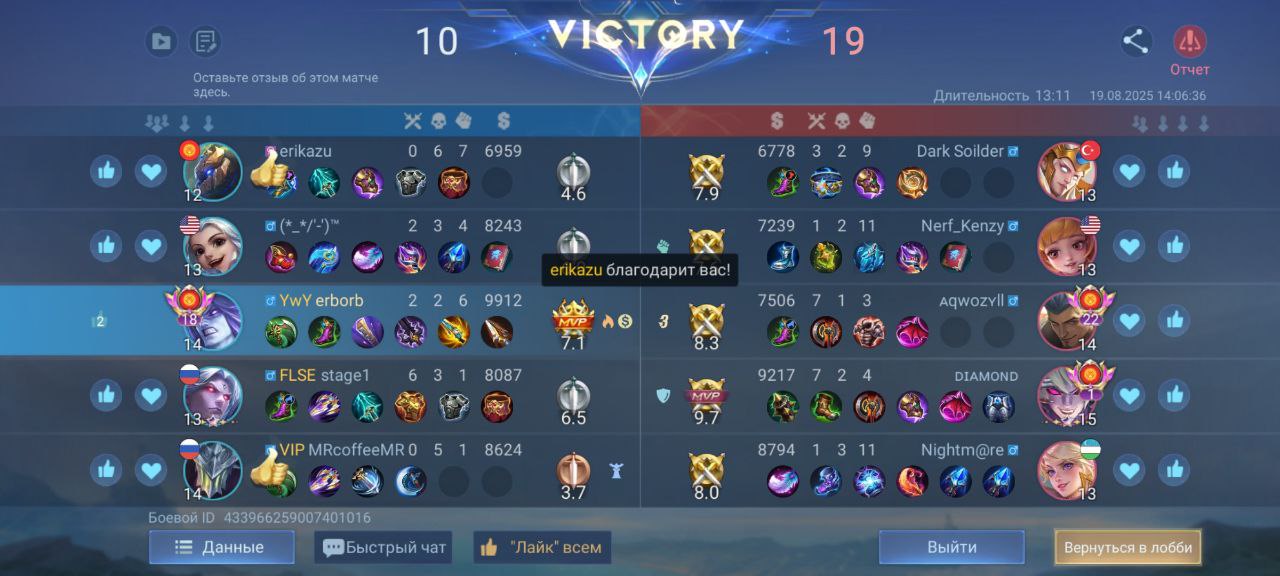 10 VICTORY 19
Оставьте отзыв об этом матче
здесь.
Отчет
Длительность 13:11 19.08.2025 14:06:36
erikazu 0 6 7 6959
12
4.6
6778 3 2 9 Dark Soilder
7.9
13
(*_*/'-')™ 2 3 4 8243
13
7239 1 2 11 Nerf_Kenzy
13
erikazu благодарит вас!
2
YwY erborb 2 2 6 9912
18
14
MVP
7.1
3
7506 7 1 3 AqwozYll
8.3
22
14
FLSE stage1 6 3 1 8087
13
6.5
9217 7 2 4 DIAMOND
MVP
9.7
1
15
VIP MRcoffeeMR 0 5 1 8624
14
3.7
8794 1 3 11 Nightm@re
8.0
13
Боевой ID 433966259007401016
Данные
Быстрый чат
"Лайк" всем
Выйти
Вернуться в лобби